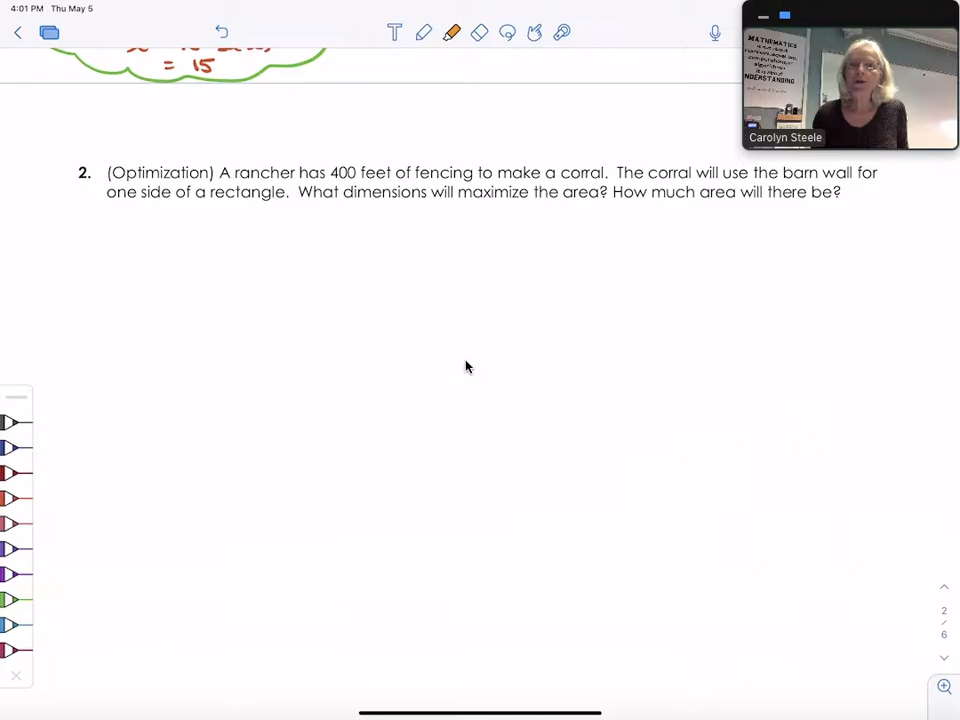 4:01 PM Thu May 5
= 15
MATHEMATICS
UNDERSTANDING
Carolyn Steele
2. (Optimization) A rancher has 400 feet of fencing to make a corral. The corral will use the barn wall for
one side of a rectangle. What dimensions will maximize the area? How much area will there be?
2
/
6